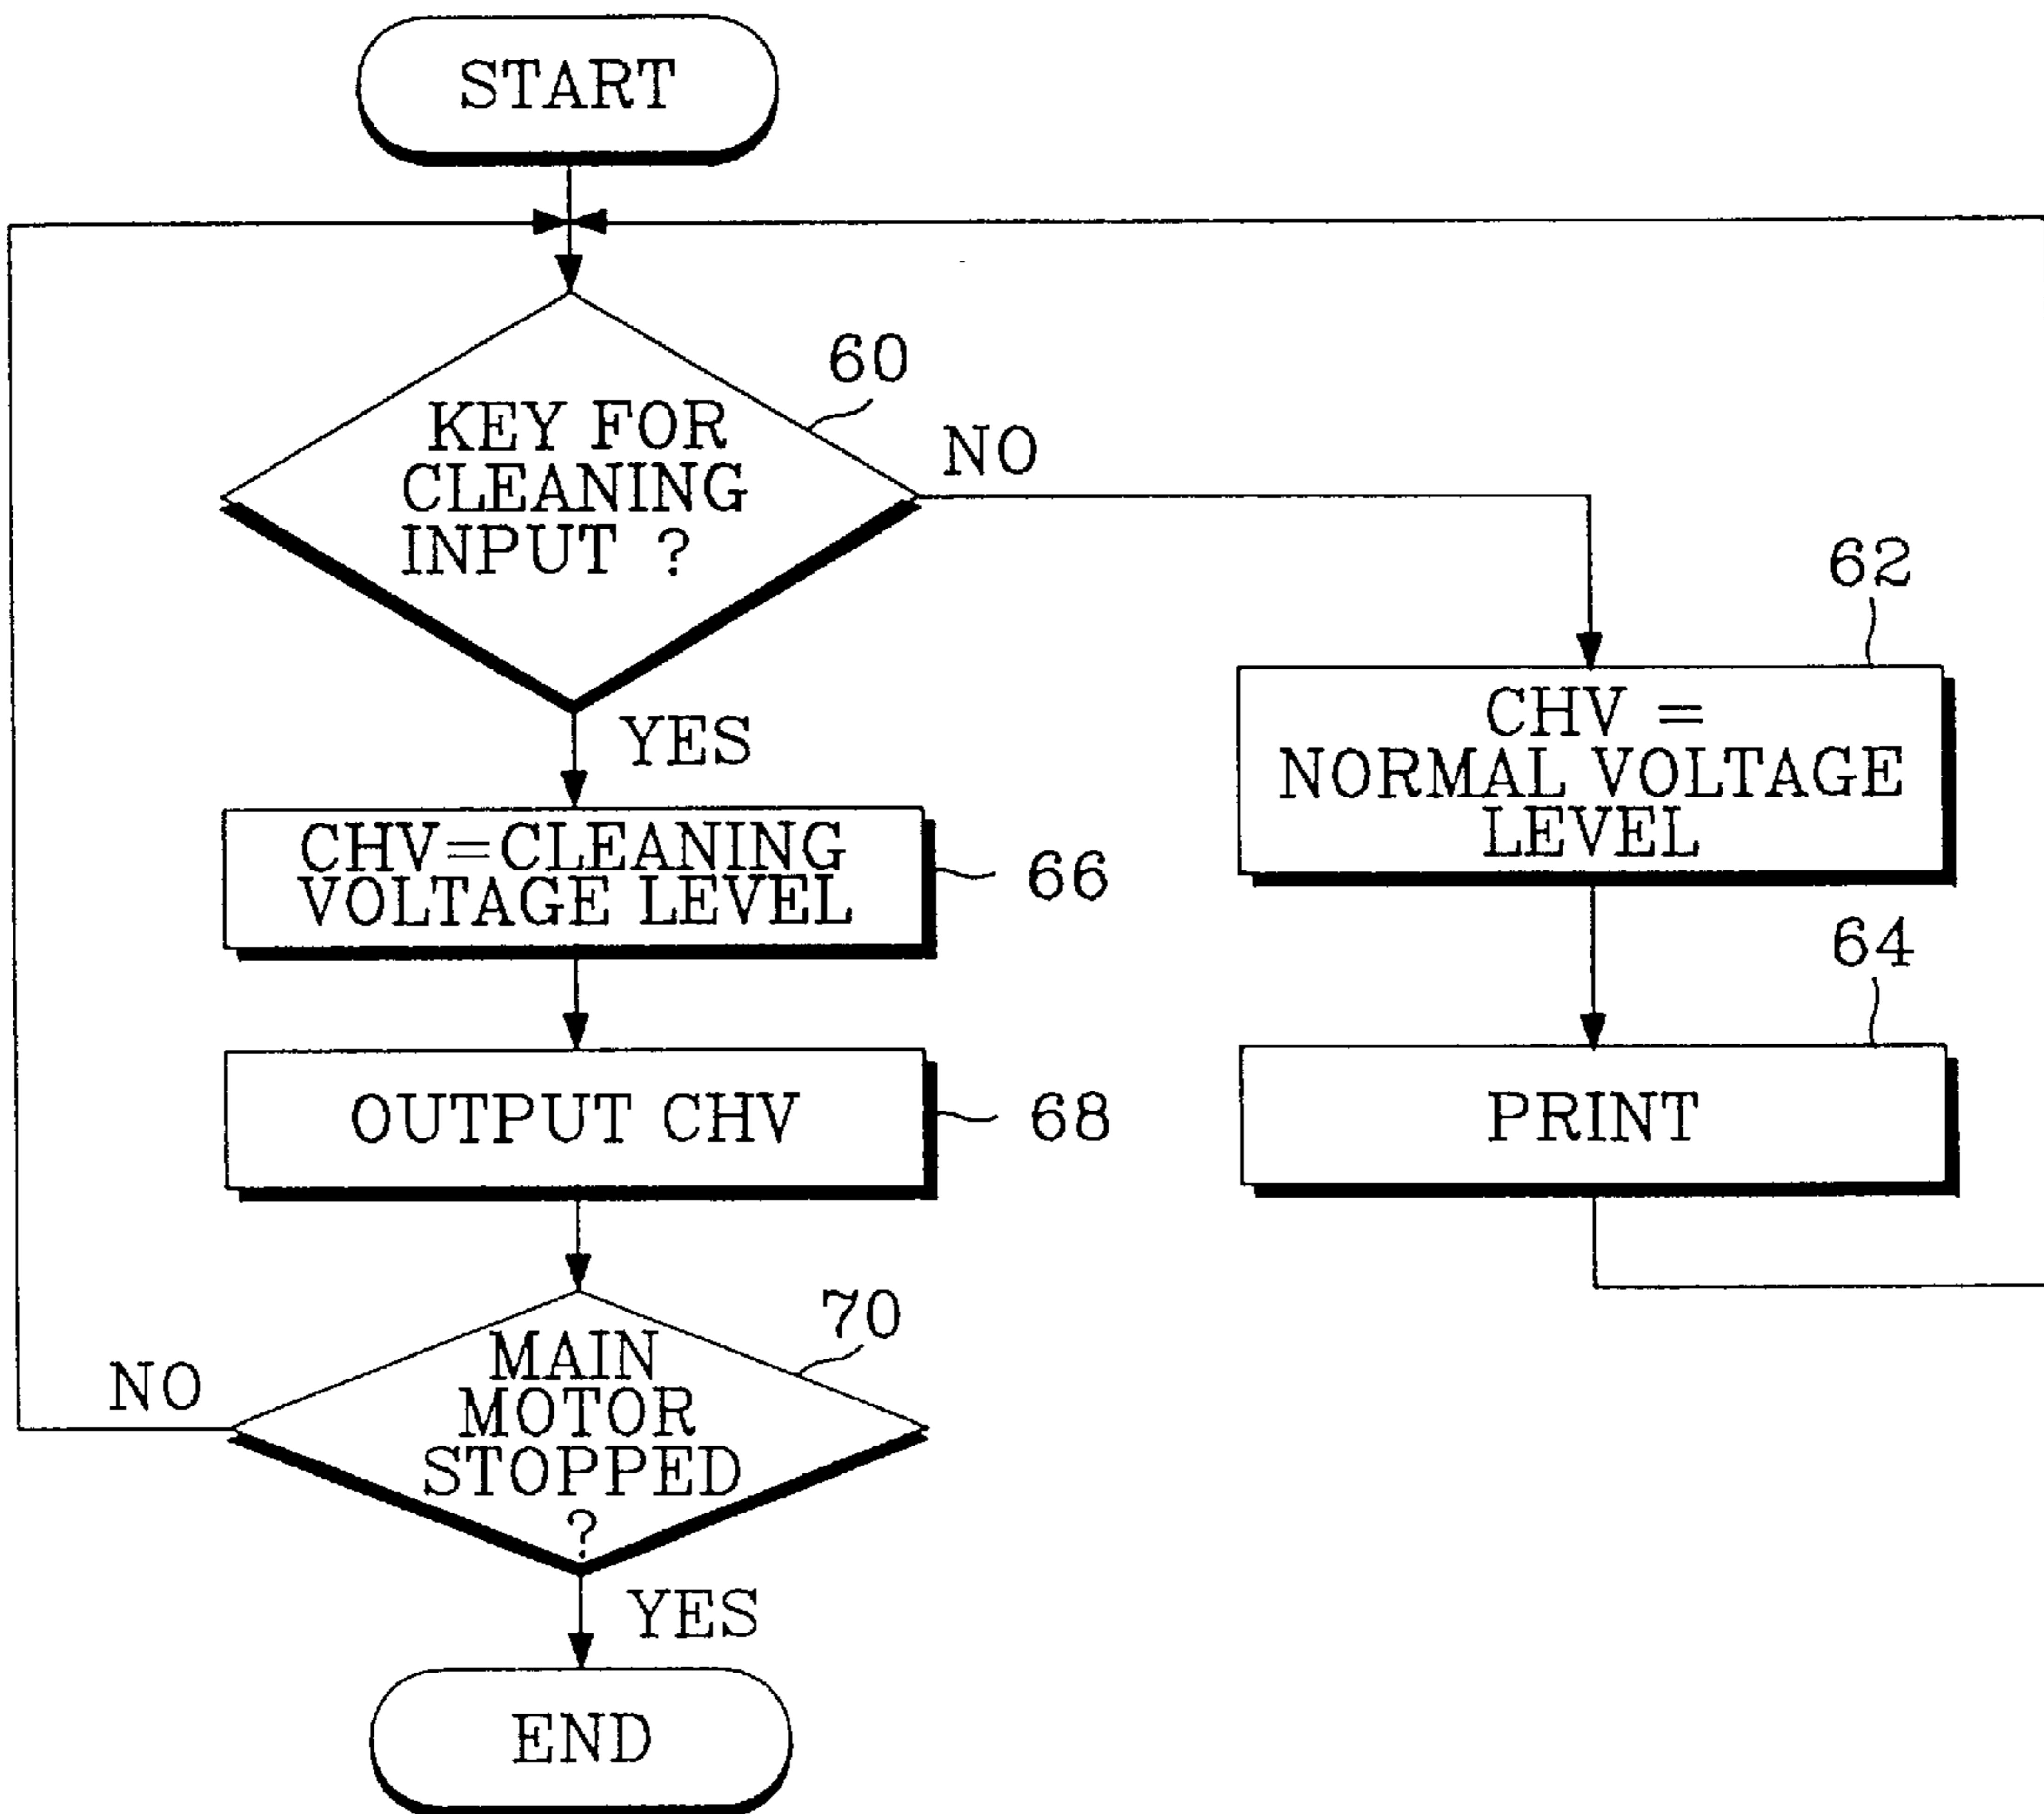 START
60
KEY FOR
CLEANING
INPUT ?
NO
YES
62
CHV =
NORMAL VOLTAGE
LEVEL
CHV=CLEANING
VOLTAGE LEVEL
66
64
PRINT
OUTPUT CHV
68
70
MAIN
MOTOR
STOPPED
?
NO
YES
END